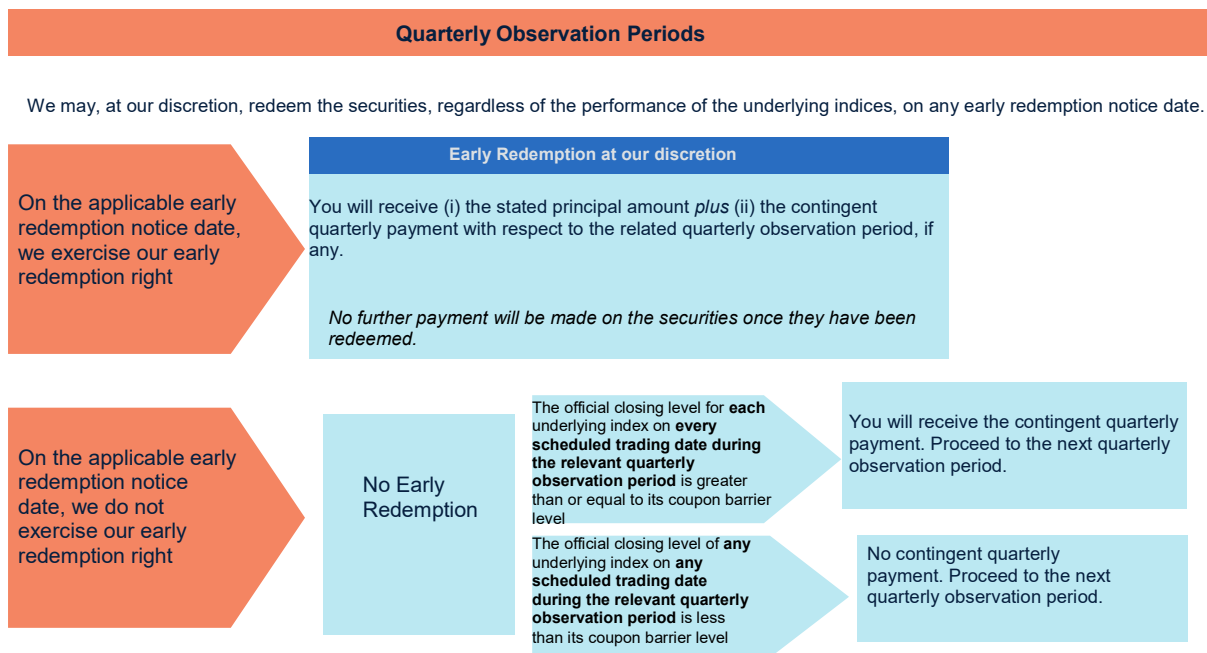 Quarterly Observation Periods
We may, at our discretion, redeem the securities, regardless of the performance of the underlying indices, on any early redemption notice date.
On the applicable early
redemption notice date,
we exercise our early
redemption right
Early Redemption at our discretion
You will receive (i) the stated principal amount plus (ii) the contingent
quarterly payment with respect to the related quarterly observation period, if
any.
No further payment will be made on the securities once they have been
redeemed.
On the applicable early
redemption notice
date, we do not
exercise our early
redemption right
No Early
Redemption
The official closing level for each
underlying index on every
scheduled trading date during
the relevant quarterly
observation period is greater
than or equal to its coupon barrier
level
You will receive the contingent quarterly
payment. Proceed to the next quarterly
observation period.
The official closing level of any
underlying index on any
scheduled trading date
during the relevant quarterly
observation period is less
than its coupon barrier level
No contingent quarterly
payment. Proceed to the next
quarterly observation period.